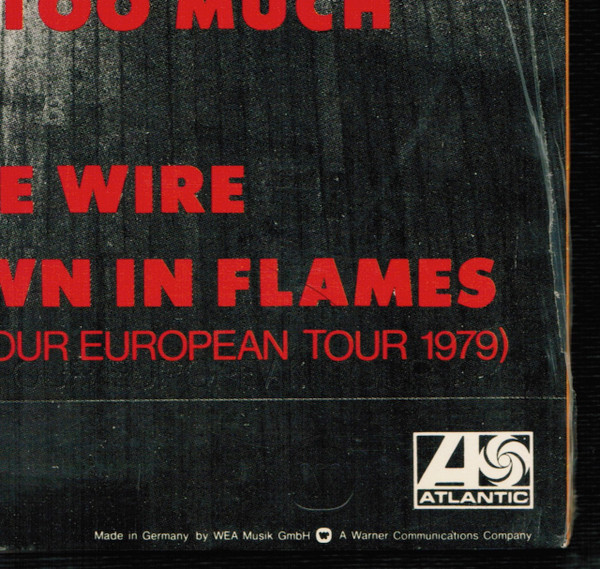 TOO MUCH
B
E WIRE
WN IN FLAMES
OUR EUROPEAN TOUR 1979)
ATLANTIC
Made in Germany by WEA Musik GmbH W A Warner Communications Company